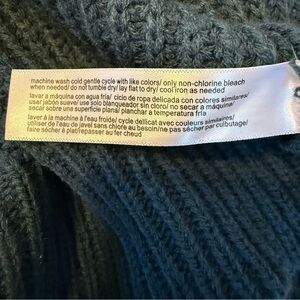 machine wash cold gentle cycle with like colors/ only non-chlorine bleach
when needed/ do not tumble dry/ lay flat to dry/ cool iron as needed
lavar a máquina con agua fría/ ciclo de ropa delicada con colores similares/
usar jabón suave/ use solo blanqueador sin cloro/ no secar a máquina/
secar sobre una superficie plana/ planchar a temperatura fría
laver à la machine à l'eau froide/ cycle dellicat avec couleurs similaires/
utiliser de l'eau de javel sans chlore au besoin/ne pas sécher par culbutage/
faire sécher à plat/repasser au fer chaud